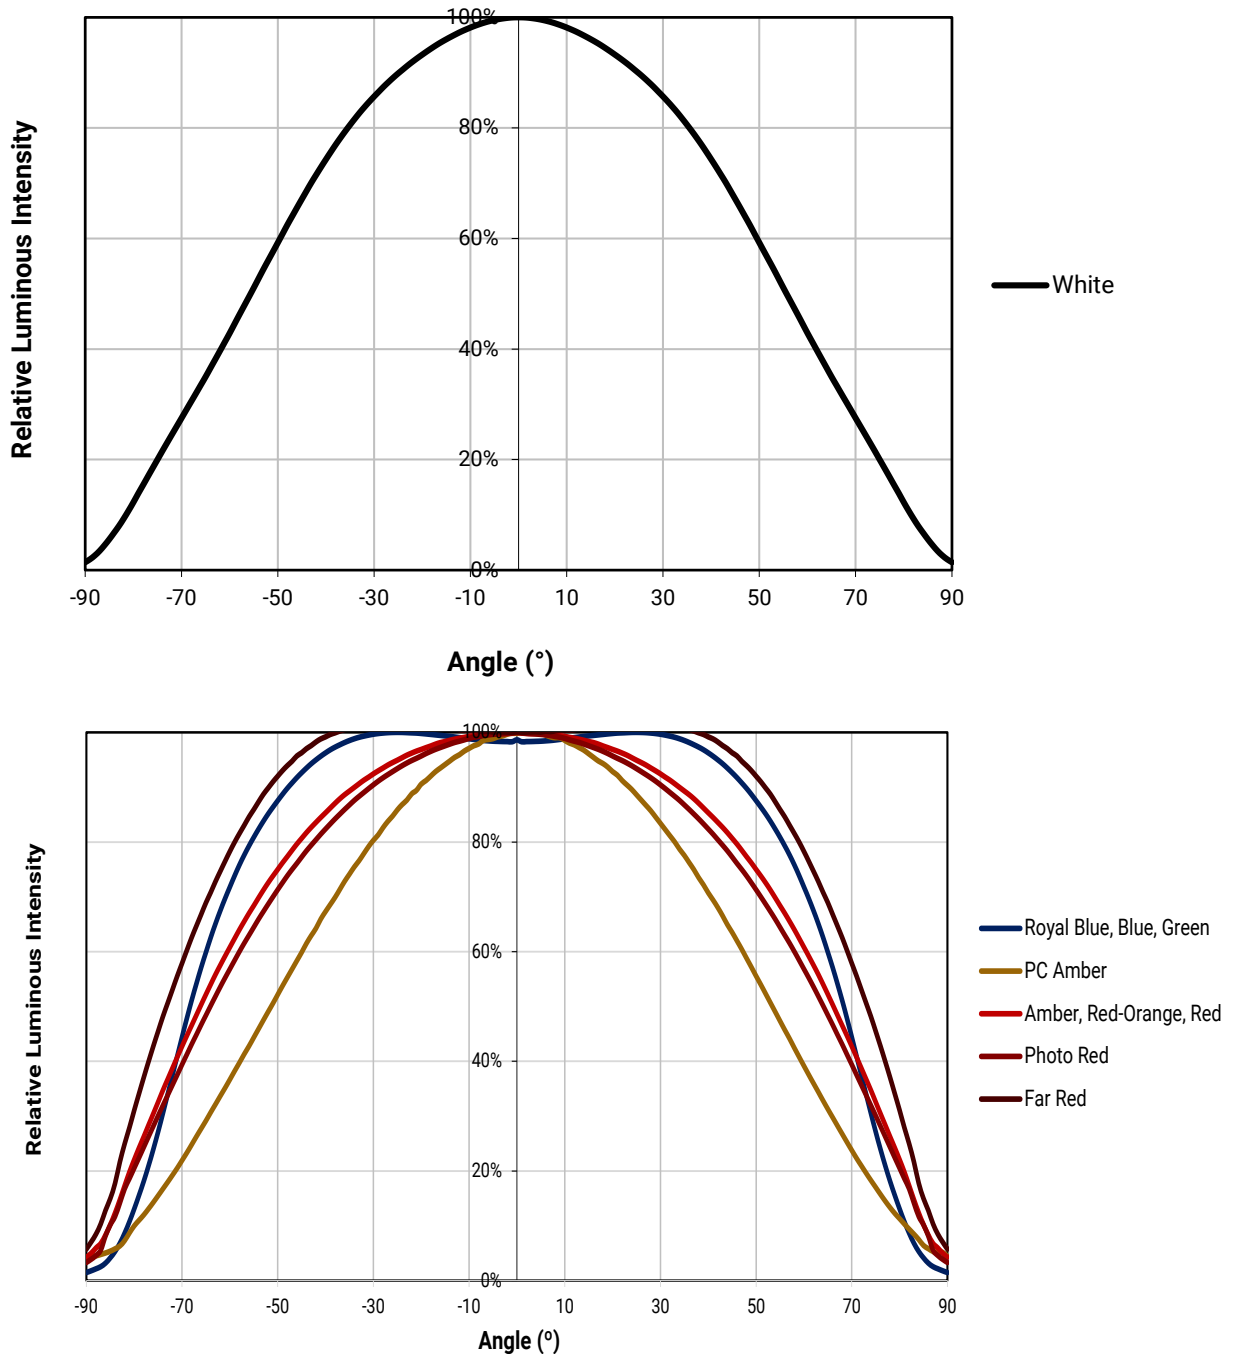 Relative Luminous Intensity
100%
80%
60%
40%
20%
0%
-90 -70 -50 -30 -10 10 30 50 70 90
Angle (°)
White
Relative Luminous Intensity
100%
80%
60%
40%
20%
0%
-90 -70 -50 -30 -10 10 30 50 70 90
Angle (º)
Royal Blue, Blue, Green
PC Amber
Amber, Red-Orange, Red
Photo Red
Far Red